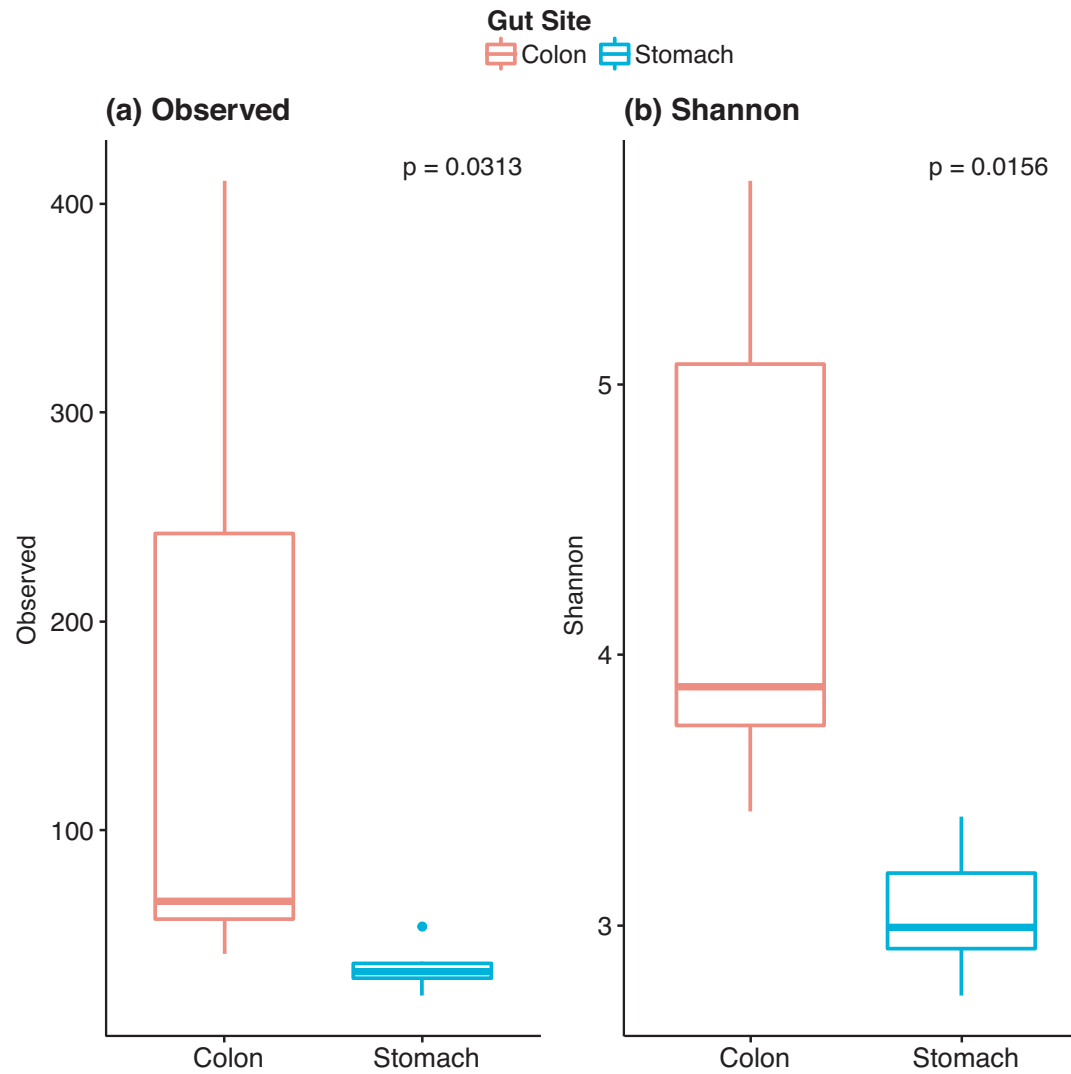 Gut Site
Colon Stomach
(a) Observed
p = 0.0313
400
300
200
100
Observed
Colon Stomach
(b) Shannon
p = 0.0156
5
4
3
Shannon
Colon Stomach